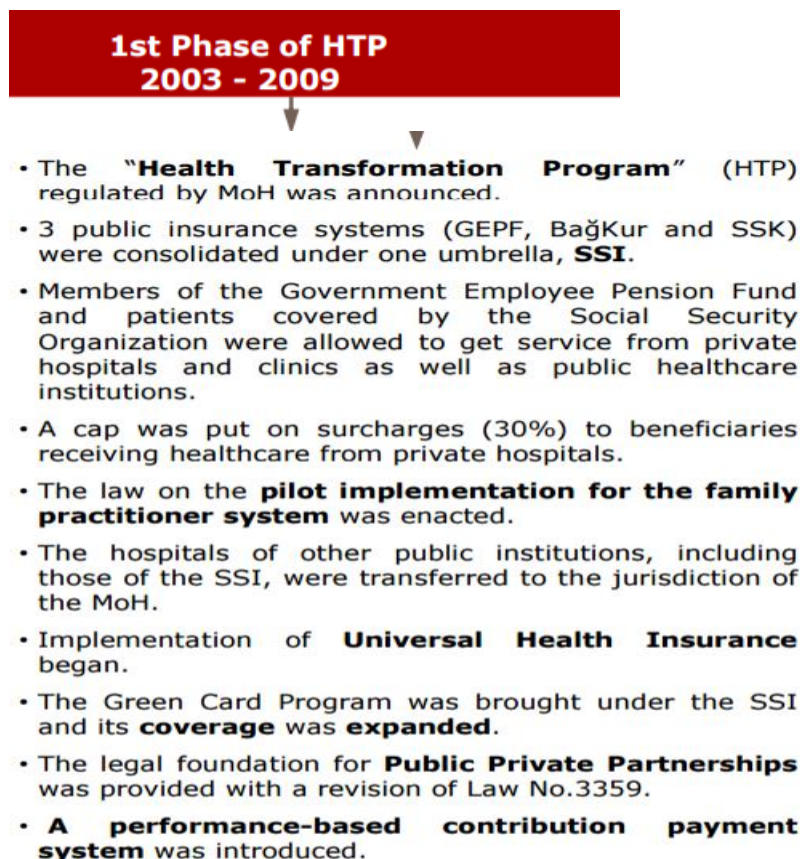 1st Phase of HTP
2003 - 2009
• The “Health Transformation Program” (HTP)
regulated by MoH was announced.
• 3 public insurance systems (GEPF, BağKur and SSK)
were consolidated under one umbrella, SSI.
• Members of the Government Employee Pension Fund
and patients covered by the Social Security
Organization were allowed to get service from private
hospitals and clinics as well as public healthcare
institutions.
• A cap was put on surcharges (30%) to beneficiaries
receiving healthcare from private hospitals.
• The law on the pilot implementation for the family
practitioner system was enacted.
• The hospitals of other public institutions, including
those of the SSI, were transferred to the jurisdiction of
the MoH.
• Implementation of Universal Health Insurance
began.
• The Green Card Program was brought under the SSI
and its coverage was expanded.
• The legal foundation for Public Private Partnerships
was provided with a revision of Law No.3359.
• A performance-based contribution payment
system was introduced.